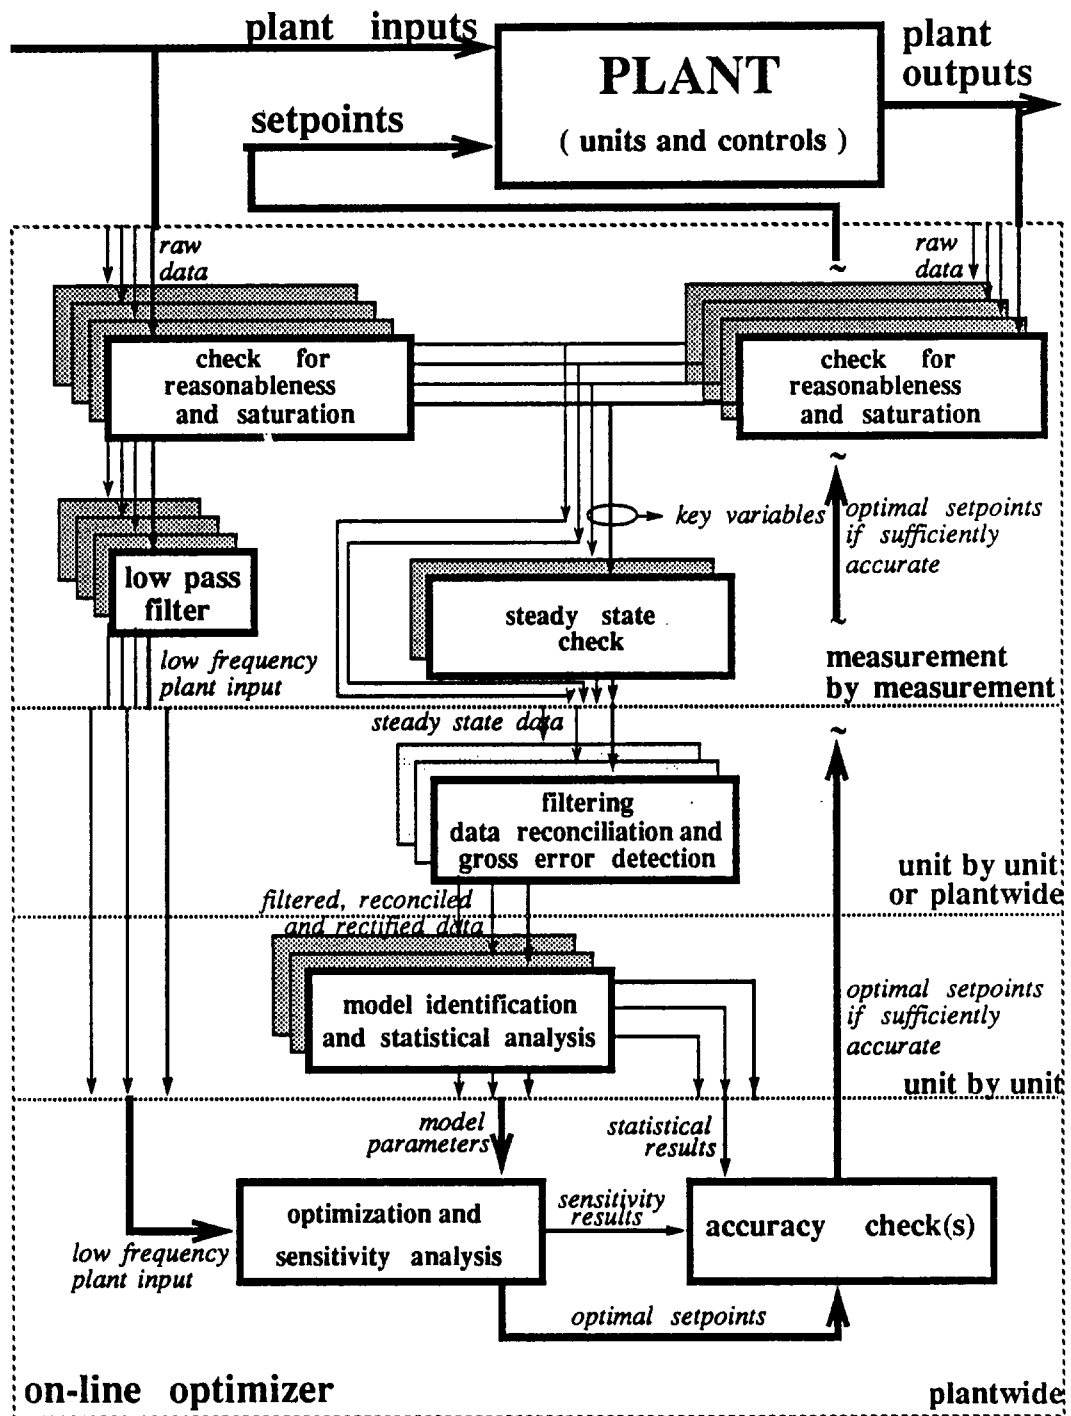 plant inputs
plant
outputs
PLANT
( units and controls )
setpoints
raw
data
raw
data
check for
reasonableness
and saturation
check for
reasonableness
and saturation
~
~
key variables
optimal setpoints
if sufficiently
accurate
low pass
filter
steady state
check
~
low frequency
plant input
measurement
by measurement
steady state data
~
filtering
data reconciliation and
gross error detection
unit by unit
or plantwide
filtered, reconciled
and rectified data
model identification
and statistical analysis
optimal setpoints
if sufficiently
accurate
unit by unit
model
parameters
statistical
results
optimization and
sensitivity analysis
sensitivity
results
accuracy check(s)
low frequency
plant input
optimal setpoints
on-line optimizer
plantwide